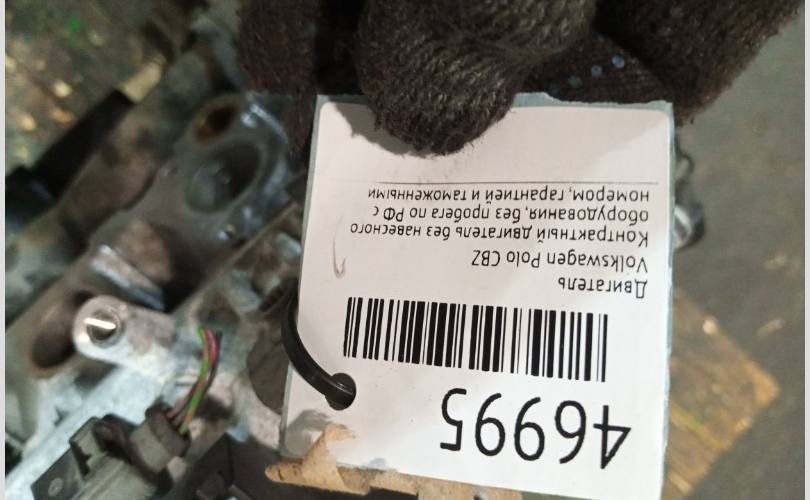 46995
Двигатель
Volkswagen Polo CBZ
Контрактный двигатель без навесного
оборудования, без пробега по РФ с
номером, гарантией и таможенными